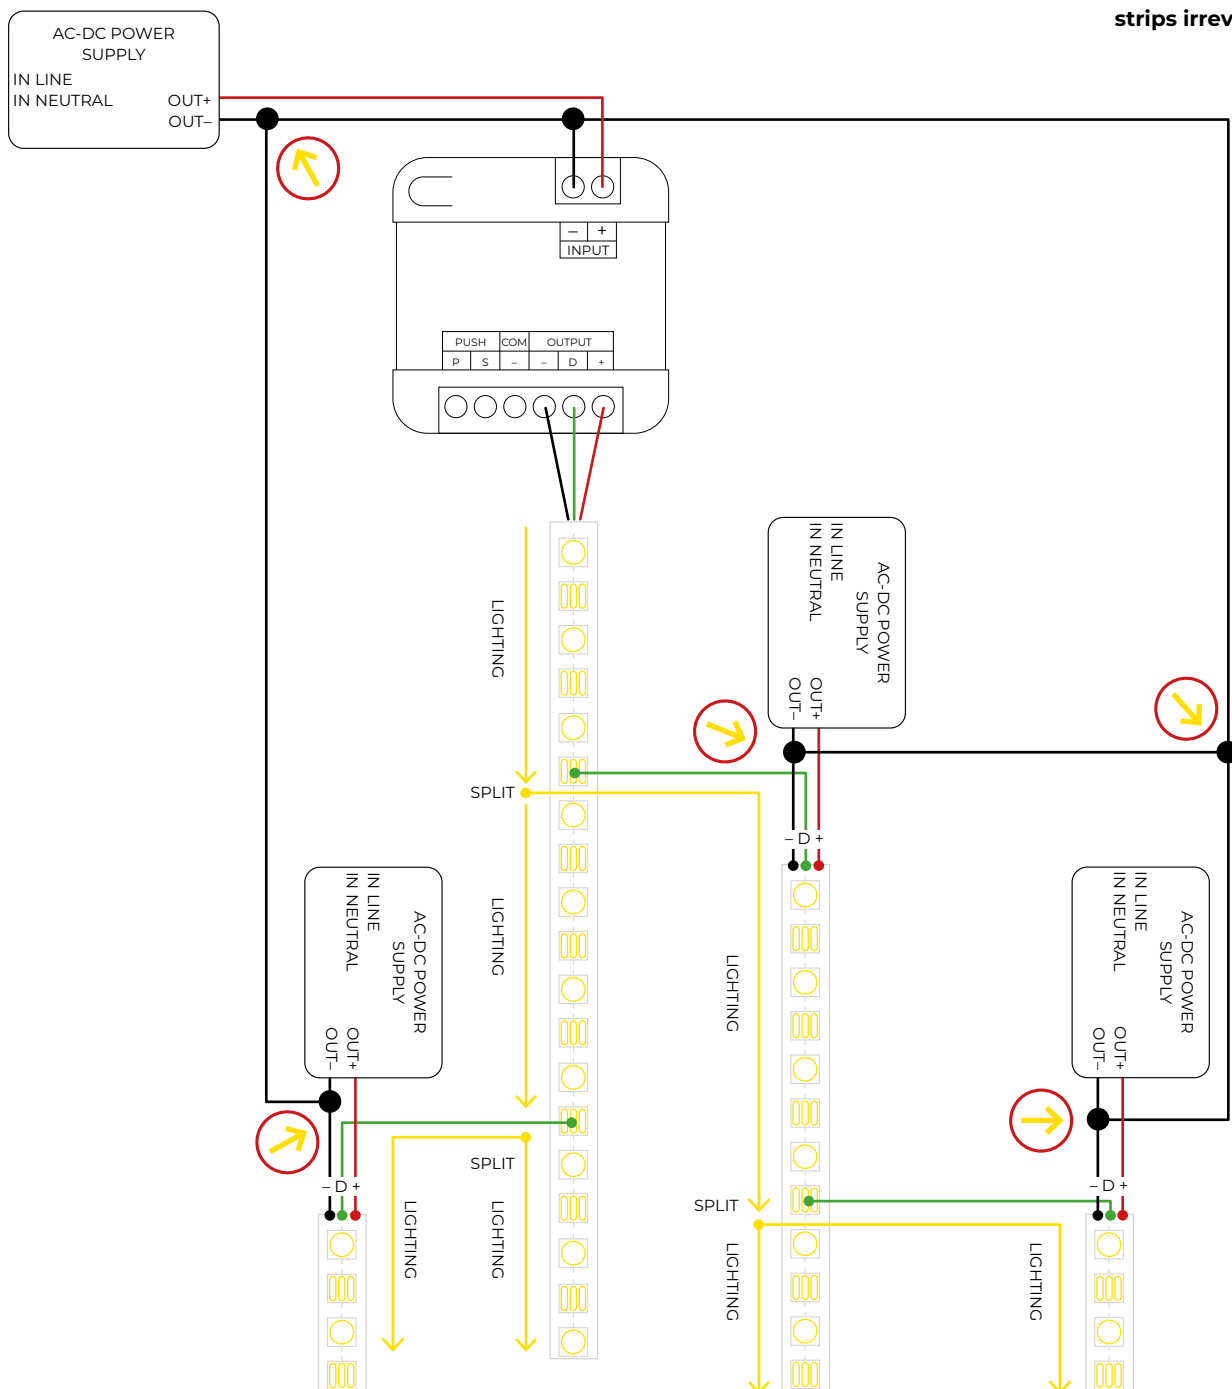 strips irrev
AC-DC POWER
SUPPLY
IN LINE
IN NEUTRAL
OUT+
OUT–
– +
INPUT
PUSH COM OUTPUT
P S – – D +
LIGHTING
SPLIT
LIGHTING
SPLIT
LIGHTING
LIGHTING
AC-DC POWER
SUPPLY
IN LINE
IN NEUTRAL
OUT+
OUT–
– D +
LIGHTING
SPLIT
LIGHTING
LIGHTING
AC-DC POWER
SUPPLY
IN LINE
IN NEUTRAL
OUT+
OUT–
– D +
AC-DC POWER
SUPPLY
IN LINE
IN NEUTRAL
OUT+
OUT–
– D +